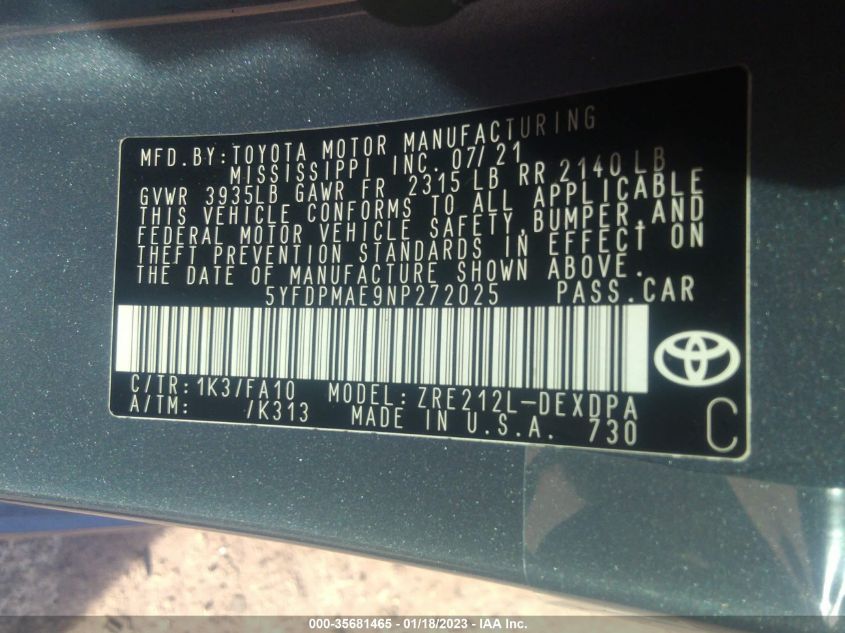 MFD. BY: TOYOTA MOTOR MANUFACTURING
MISSISSIPPI INC. 07/21
GVWR 3935LB GAWR FR 2315 LB RR 2140 LB
THIS VEHICLE CONFORMS TO ALL APPLICABLE
FEDERAL MOTOR VEHICLE SAFETY, BUMPER, AND
THEFT PREVENTION STANDARDS IN EFFECT ON
THE DATE OF MANUFACTURE SHOWN ABOVE.
5YFDPMAE9NP272025 PASS. CAR
C/TR: 1K3/FA10 MODEL: ZRE212L-DEXDPA
A/TM: /K313 MADE IN U.S.A. 730
C
000-35681465 - 01/18/2023 - IAA Inc.